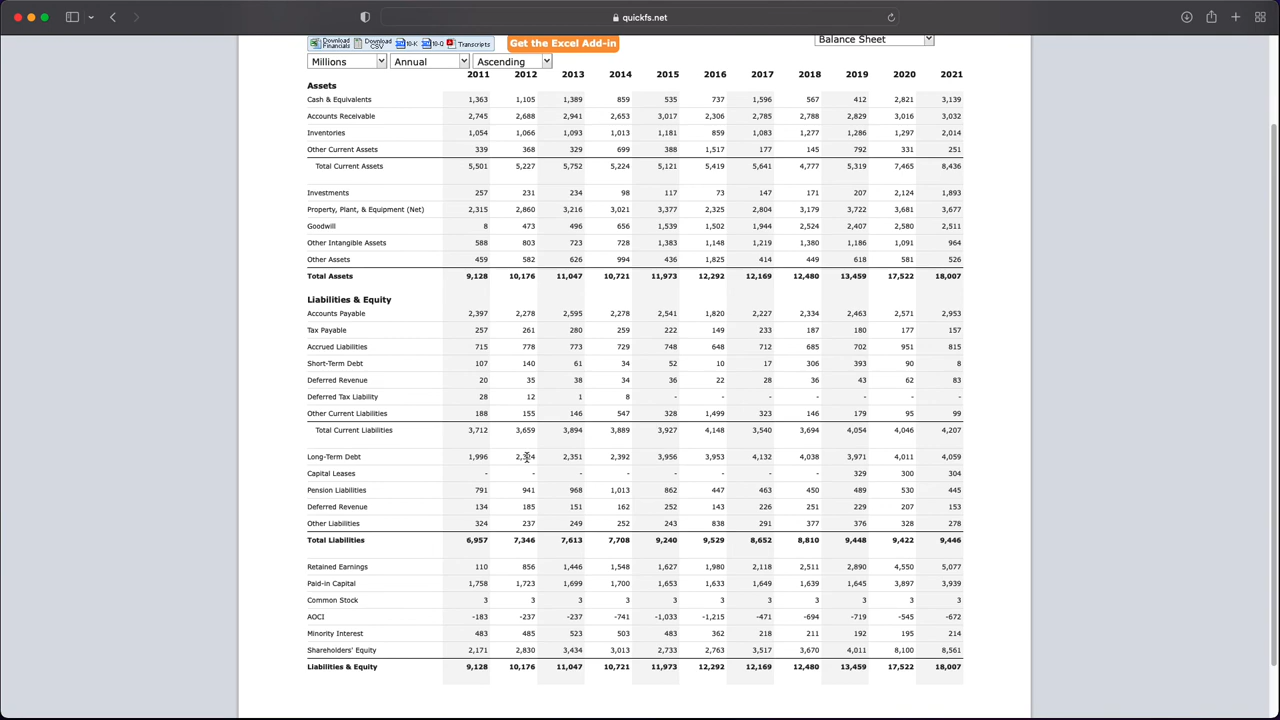 quickfs.net
Download Financials Download CSV 10-K 10-Q Transcripts Get the Excel Add-in Balance Sheet
Millions Annual Ascending
2011 2012 2013 2014 2015 2016 2017 2018 2019 2020 2021
Assets
Cash & Equivalents 1,363 1,105 1,389 859 535 737 1,596 567 412 2,821 3,139
Accounts Receivable 2,745 2,688 2,941 2,653 3,017 2,306 2,785 2,788 2,829 3,016 3,032
Inventories 1,054 1,066 1,093 1,013 1,181 859 1,083 1,277 1,286 1,297 2,014
Other Current Assets 339 368 329 699 388 1,517 177 145 792 331 251
Total Current Assets 5,501 5,227 5,752 5,224 5,121 5,419 5,641 4,777 5,319 7,465 8,436
Investments 257 231 234 98 117 73 147 171 207 2,124 1,893
Property, Plant, & Equipment (Net) 2,315 2,860 3,216 3,021 3,377 2,325 2,804 3,179 3,722 3,681 3,677
Goodwill 8 473 496 656 1,539 1,502 1,944 2,524 2,407 2,580 2,511
Other Intangible Assets 588 803 723 728 1,383 1,148 1,219 1,380 1,186 1,091 964
Other Assets 459 582 626 994 436 1,825 414 449 618 581 526
Total Assets 9,128 10,176 11,047 10,721 11,973 12,292 12,169 12,480 13,459 17,522 18,007
Liabilities & Equity
Accounts Payable 2,397 2,278 2,595 2,278 2,541 1,820 2,227 2,334 2,463 2,571 2,953
Tax Payable 257 261 280 259 222 149 233 187 180 177 157
Accrued Liabilities 715 778 773 729 748 648 712 685 702 951 815
Short-Term Debt 107 140 61 34 52 10 17 306 393 90 8
Deferred Revenue 20 35 38 34 36 22 28 36 43 62 83
Deferred Tax Liability 28 12 1 8 - - - - - - -
Other Current Liabilities 188 155 146 547 328 1,499 323 146 179 95 99
Total Current Liabilities 3,712 3,659 3,894 3,889 3,927 4,148 3,540 3,694 4,054 4,046 4,207
Long-Term Debt 1,996 2,351 2,392 3,956 3,953 4,132 4,038 3,971 4,011 4,059
Capital Leases - - - - - - - - 329 300 304
Pension Liabilities 791 941 968 1,013 862 447 463 450 489 530 445
Deferred Revenue 134 185 151 162 252 143 226 251 229 207 153
Other Liabilities 324 237 249 252 243 838 291 377 376 328 278
Total Liabilities 6,957 7,346 7,613 7,708 9,240 9,529 8,652 8,810 9,448 9,422 9,446
Retained Earnings 110 856 1,446 1,548 1,627 1,980 2,118 2,511 2,890 4,550 5,077
Paid-in Capital 1,758 1,723 1,699 1,700 1,653 1,633 1,649 1,639 1,645 3,897 3,939
Common Stock 3 3 3 3 3 3 3 3 3 3 3
AOCI -183 -237 -237 -741 -1,033 -1,215 -471 -694 -719 -545 -672
Minority Interest 483 485 523 503 483 362 218 211 192 195 214
Shareholders' Equity 2,171 2,830 3,434 3,013 2,733 2,763 3,517 3,670 4,011 8,100 8,561
Liabilities & Equity 9,128 10,176 11,047 10,721 11,973 12,292 12,169 12,480 13,459 17,522 18,007